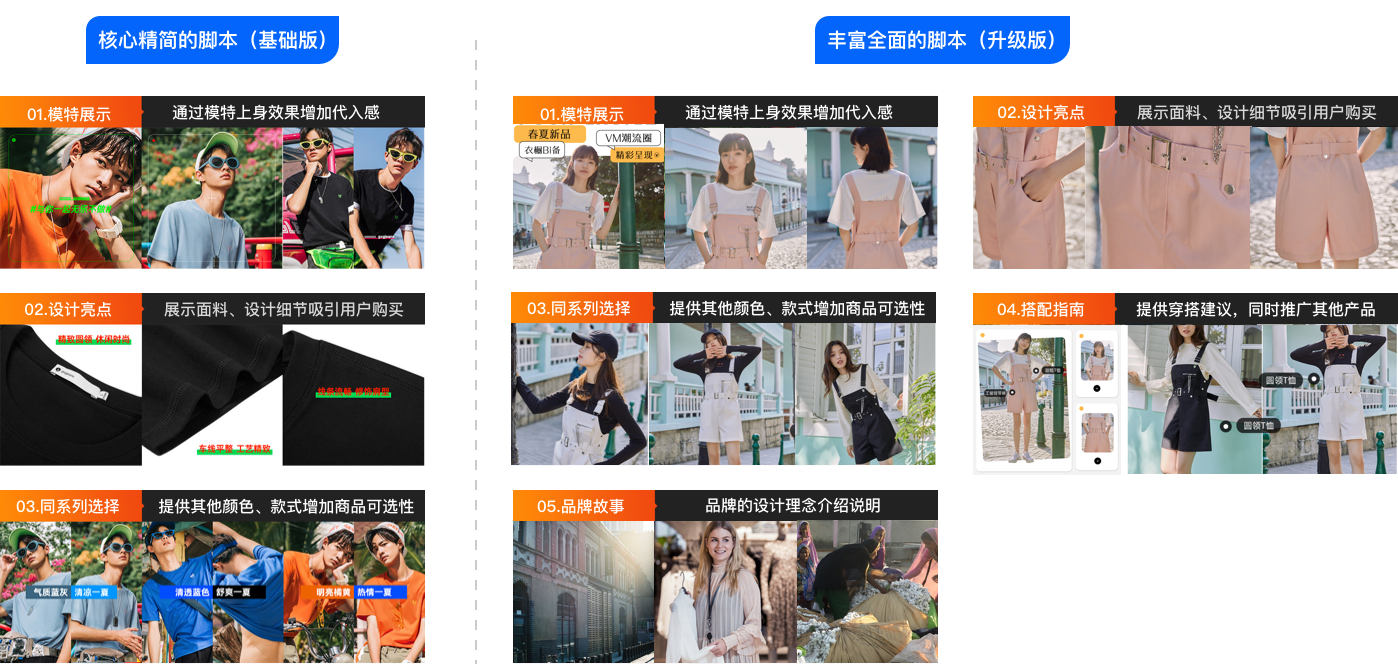 核心精简的脚本（基础版）
01.模特展示
通过模特上身效果增加代入感
02.设计亮点
展示面料、设计细节吸引用户购买
精致圆领 休闲时尚
车线平整 工艺精致
03.同系列选择
提供其他颜色、款式增加商品可选性
气质蓝灰 清凉一夏
清透蓝色 舒爽一夏
明亮橘黄 热情一夏
丰富全面的脚本（升级版）
01.模特展示
通过模特上身效果增加代入感
春夏新品
VM潮流圈
衣橱BI备
精彩呈现
02.设计亮点
展示面料、设计细节吸引用户购买
03.同系列选择
提供其他颜色、款式增加商品可选性
04.搭配指南
提供穿搭建议，同时推广其他产品
圆领T恤
圆领T恤
圆领T恤
05.品牌故事
品牌的设计理念介绍说明